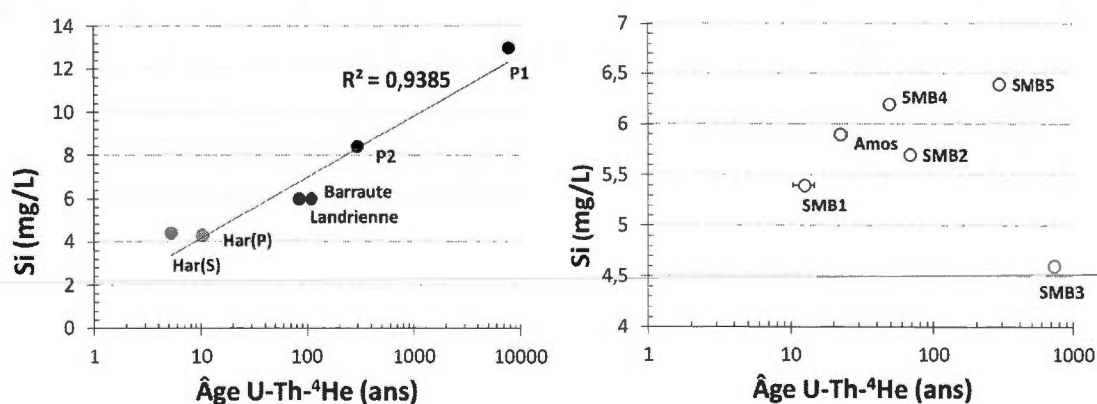 14
12
10
8
6
4
2
0
Si (mg/L)
R² = 0,9385
P1
P2
Barraute
Landrienne
Har(P)
Har(S)
1
10
100
1000
10000
Âge U-Th-⁴He (ans)
7
6,5
6
5,5
5
4,5
4
Si (mg/L)
5MB4
SMB5
Amos
SMB2
SMB1
SMB3
1
10
100
1000
Âge U-Th-⁴He (ans)